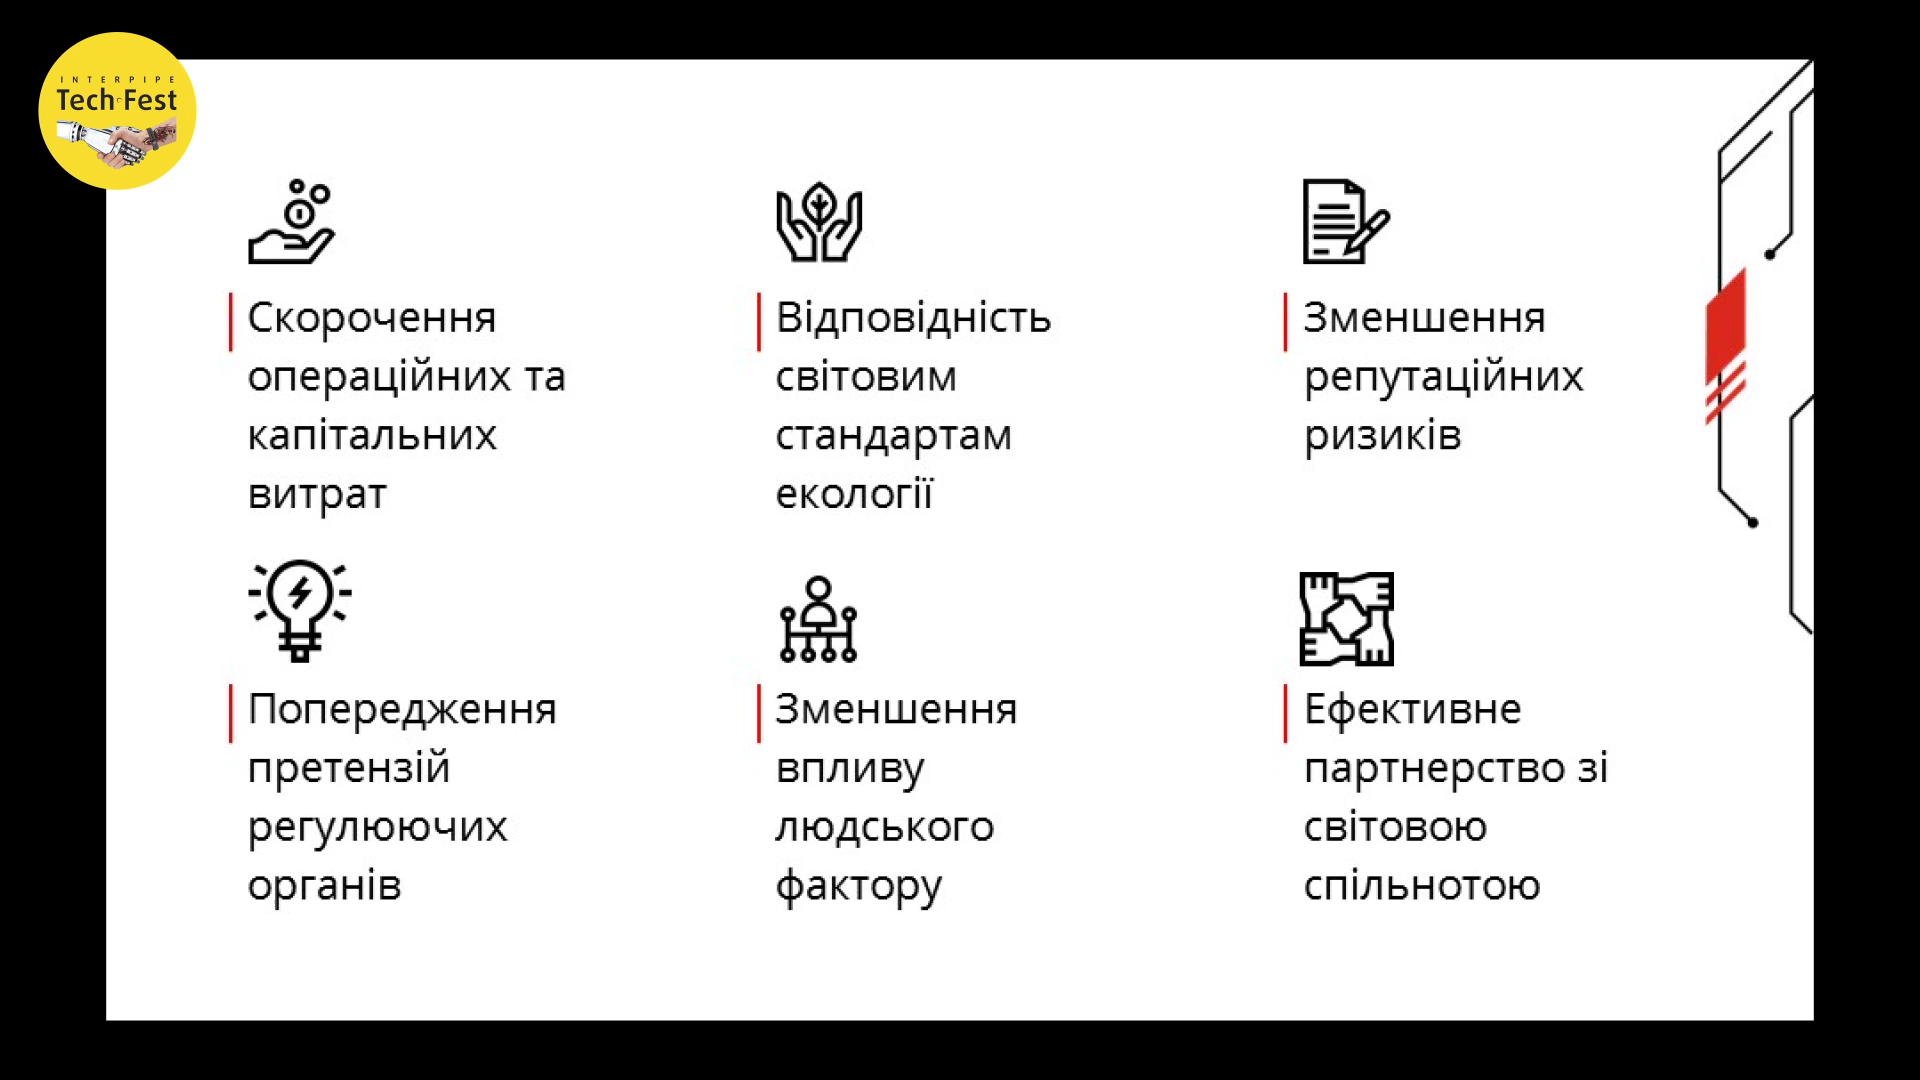 INTERPIPE
Tech Fest
Скорочення
операційних та
капітальних
витрат
Відповідність
світовим
стандартам
екології
Зменшення
репутаційних
ризиків
Попередження
претензій
регулюючих
органів
Зменшення
впливу
людського
фактору
Ефективне
партнерство зі
світовою
спільнотою